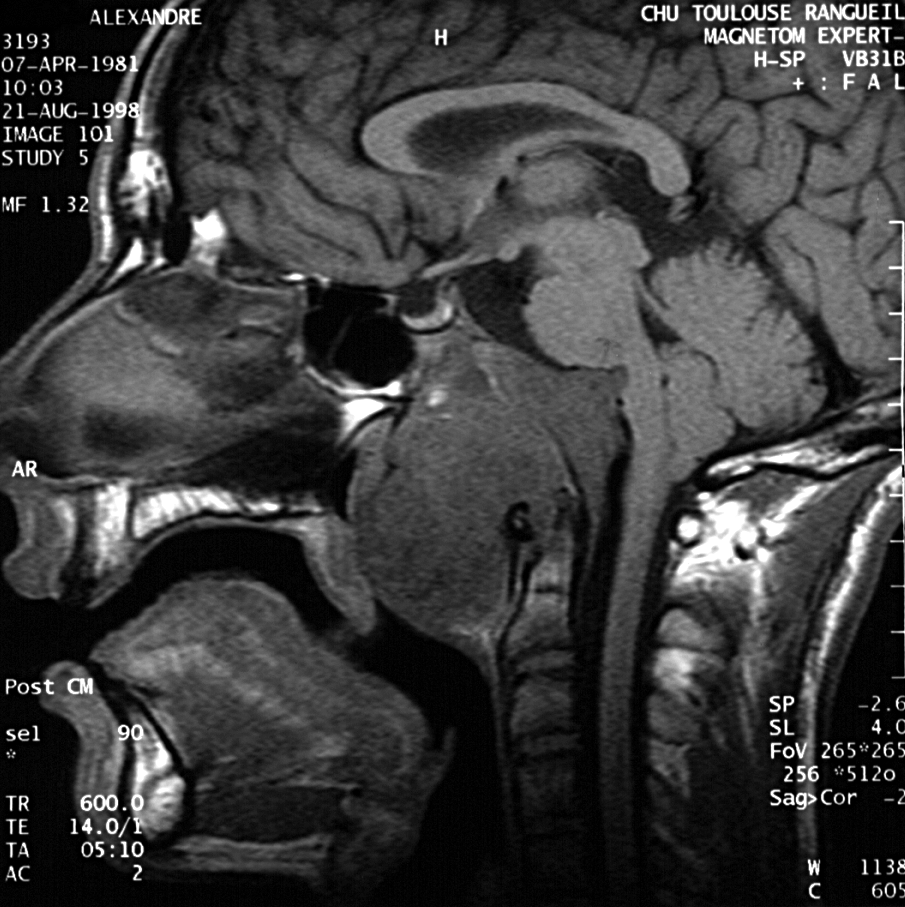 ALEXANDRE
3193
07-APR-1981
10:03
21-AUG-1998
IMAGE 101
STUDY 5
MF 1.32
H
CHU TOULOUSE RANGUEIL
MAGNETOM EXPERT-
H-SP VB31B
+ : F A L
AR
Post CM
sel 90
*
TR 600.0
TE 14.0/1
TA 05:10
AC 2
SP -2.6
SL 4.0
FoV 265*265
256 *512o
Sag>Cor -2
W 1138
C 605